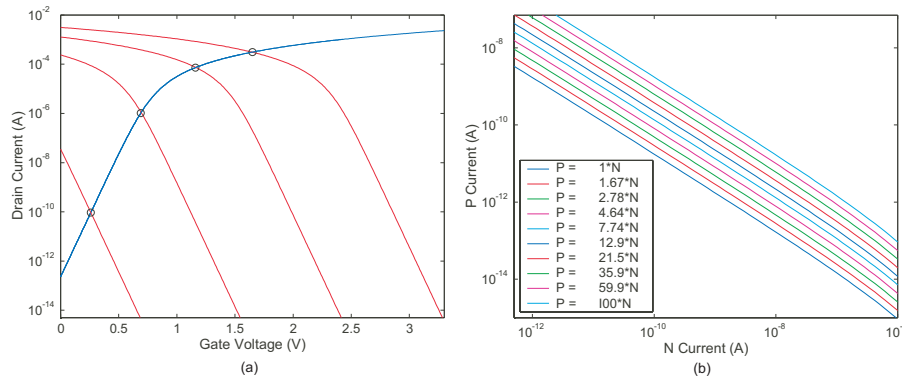 10^-2
10^-4
10^-6
10^-8
10^-10
10^-12
10^-14
Drain Current (A)
0 0.5 1 1.5 2 2.5 3
Gate Voltage (V)
(a)
10^-8
10^-10
10^-12
10^-14
P Current (A)
P = 1*N
P = 1.67*N
P = 2.78*N
P = 4.64*N
P = 7.74*N
P = 12.9*N
P = 21.5*N
P = 35.9*N
P = 59.9*N
P = I00*N
10^-12 10^-10 10^-8
N Current (A)
(b)